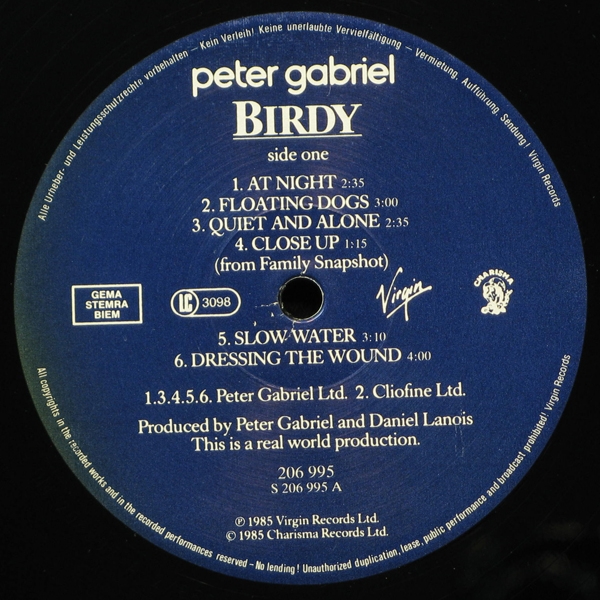 Alle Urheber- und Leistungsschutzrechte vorbehalten – Kein Verleih! Keine unerlaubte Vervielfältigung – Vermietung, Aufführung, Sendung! Virgin Records
peter gabriel
BIRDY
side one
1. AT NIGHT 2:35
2. FLOATING DOGS 3:00
3. QUIET AND ALONE 2:35
4. CLOSE UP 1:15
(from Family Snapshot)
GEMA
STEMRA
BIEM
LC 3098
Virgin
CHARISMA
5. SLOW WATER 3:10
6. DRESSING THE WOUND 4:00
1.3.4.5.6. Peter Gabriel Ltd. 2. Cliofine Ltd.
Produced by Peter Gabriel and Daniel Lanois
This is a real world production.
206 995
S 206 995 A
℗ 1985 Virgin Records Ltd.
© 1985 Charisma Records Ltd.
All copyrights in the recorded works and in the recorded performances reserved – No lending! Unauthorized duplication, lease, public performance and broadcast prohibited! Virgin Records